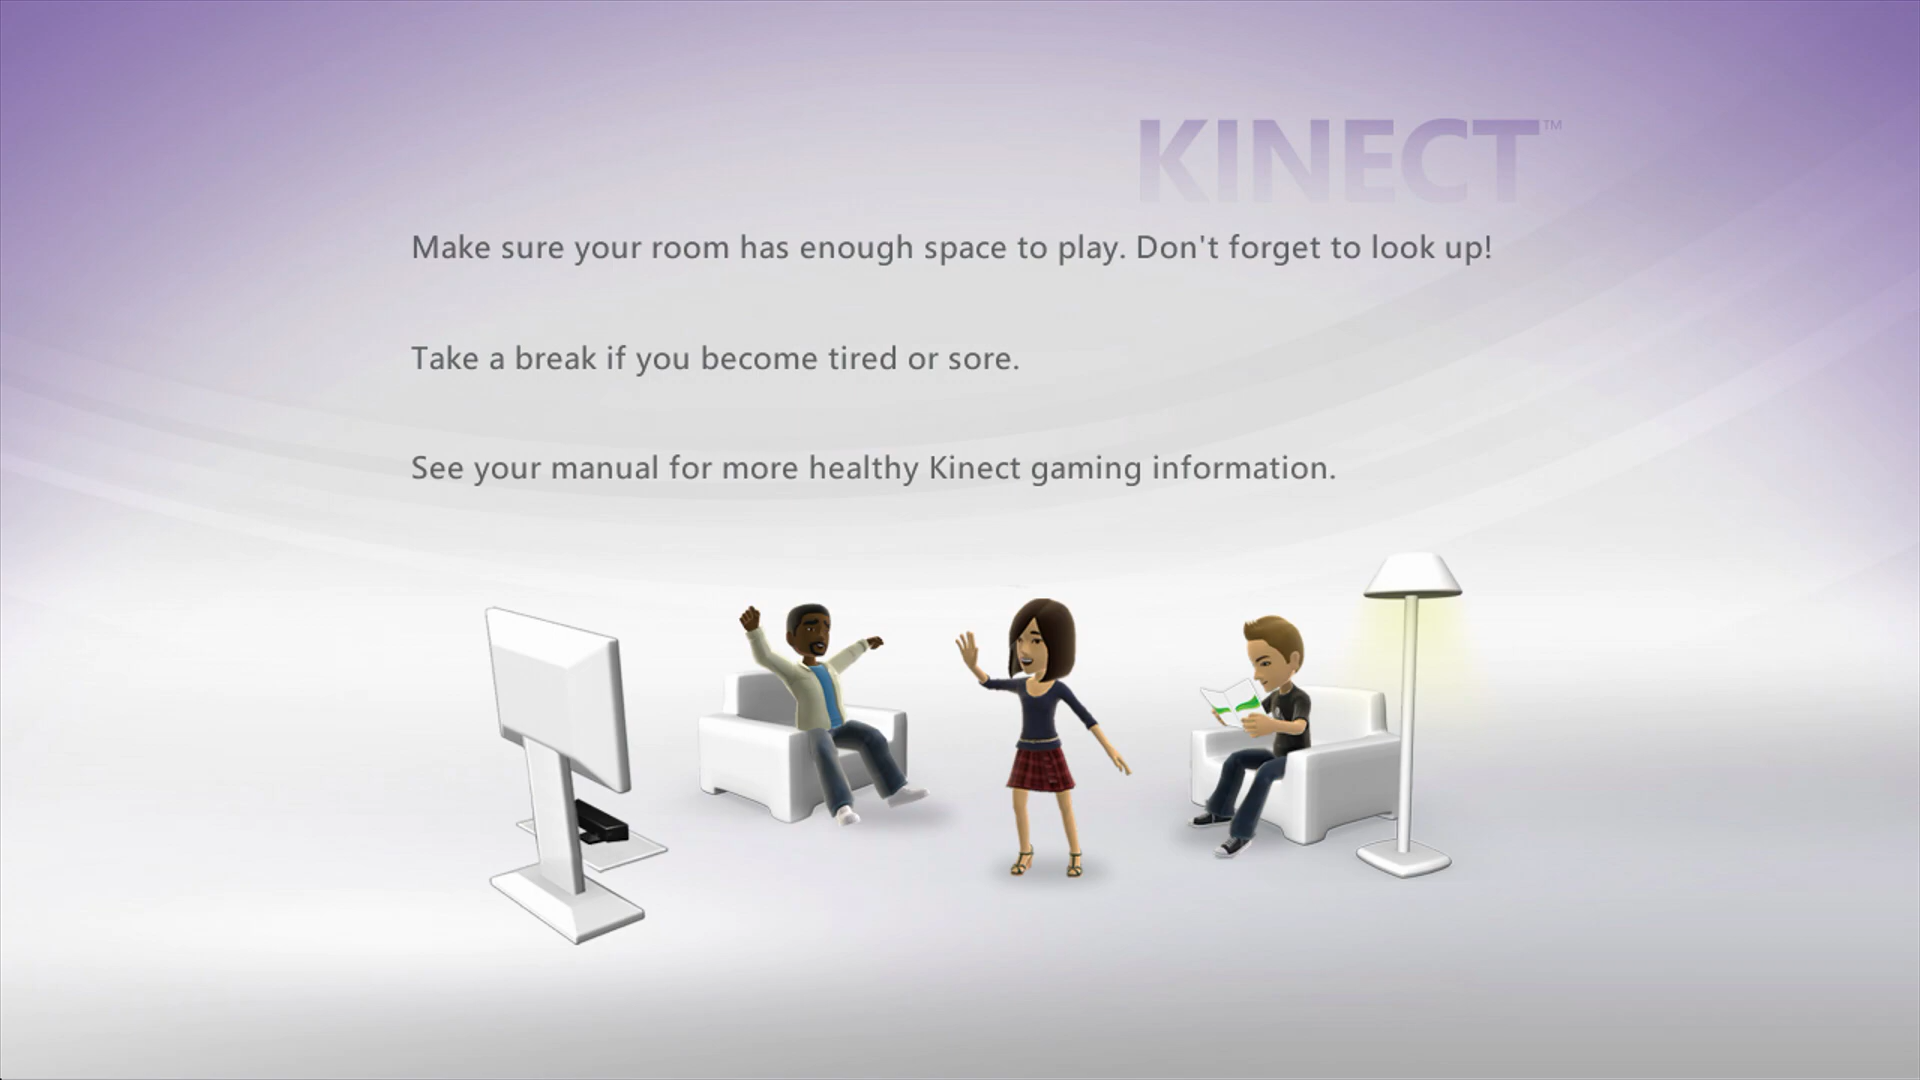 KINECT™
Make sure your room has enough space to play. Don't forget to look up!
Take a break if you become tired or sore.
See your manual for more healthy Kinect gaming information.